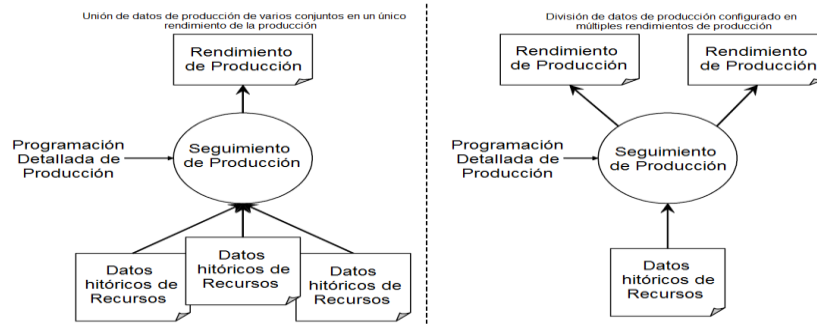 Unión de datos de producción de varios conjuntos en un único
rendimiento de la producción
Rendimiento
de Producción
Programación
Detallada de
Producción
Seguimiento
de Producción
Datos
hitóricos de
Recursos
Datos
hitóricos de
Recursos
Datos
hitóricos de
Recursos
División de datos de producción configurado en
múltiples rendimientos de producción
Rendimiento
de Producción
Rendimiento
de Producción
Programación
Detallada de
Producción
Seguimiento
de Producción
Datos
hitóricos de
Recursos